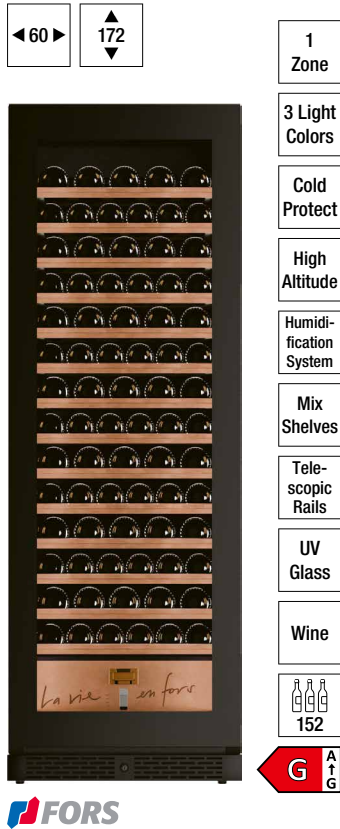 60
172
1
Zone
3 Light
Colors
Cold
Protect
High
Altitude
Humidi-
fication
System
Mix
Shelves
Tele-
scopic
Rails
UV
Glass
Wine
La vie en fors
152
G
A
G
FORS